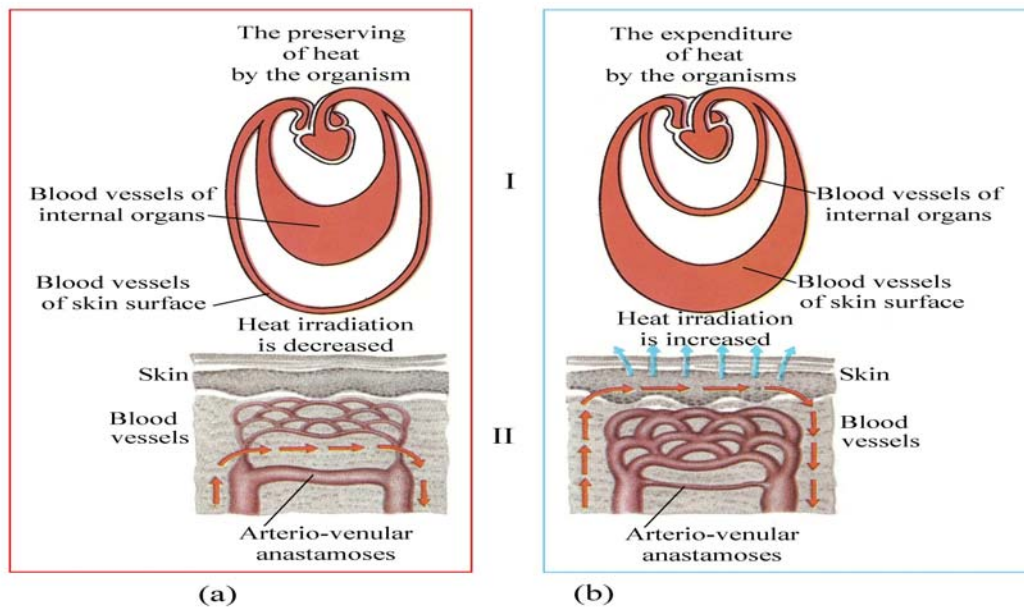 The preserving
of heat
by the organism
Blood vessels of
internal organs
Blood vessels
of skin surface
Heat irradiation
is decreased
Skin
Blood
vessels
Arterio-venular
anastamoses
(a)
I
II
The expenditure
of heat
by the organisms
Blood vessels of
internal organs
Blood vessels
of skin surface
Heat irradiation
is increased
Skin
Blood
vessels
Arterio-venular
anastamoses
(b)